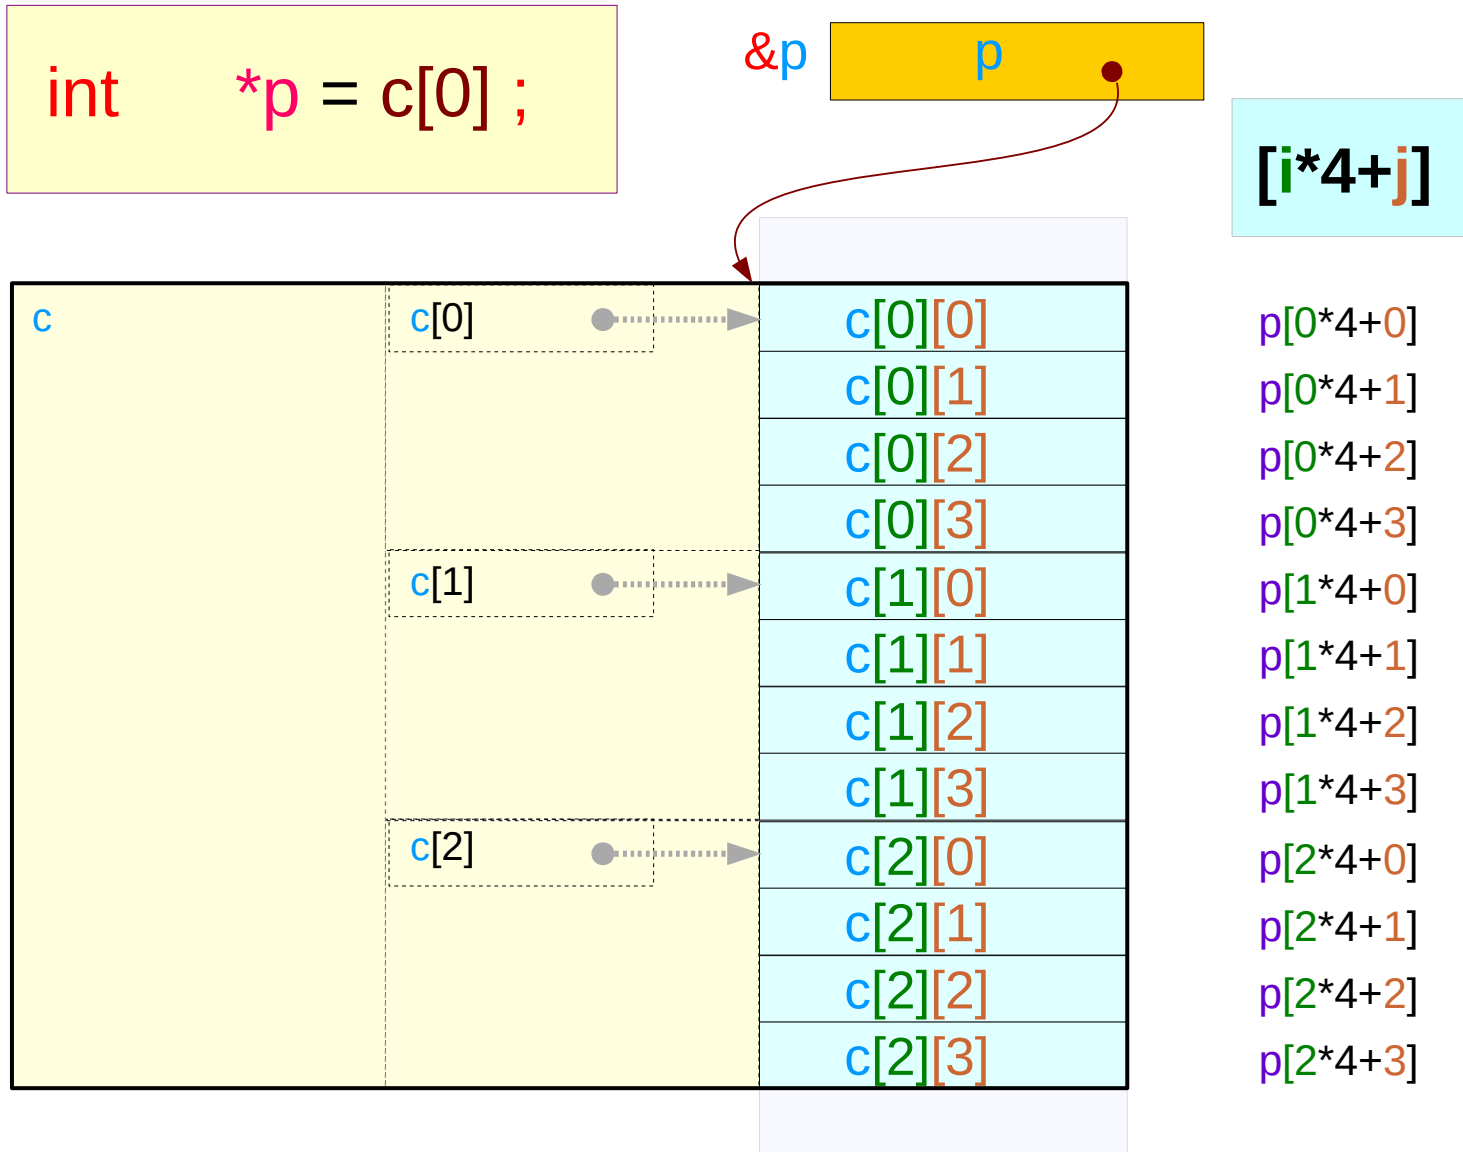 int *p = c[0] ;
&p p
[i*4+j]
c c[0] c[0][0] p[0*4+0]
c[0][1] p[0*4+1]
c[0][2] p[0*4+2]
c[0][3] p[0*4+3]
c[1] c[1][0] p[1*4+0]
c[1][1] p[1*4+1]
c[1][2] p[1*4+2]
c[1][3] p[1*4+3]
c[2] c[2][0] p[2*4+0]
c[2][1] p[2*4+1]
c[2][2] p[2*4+2]
c[2][3] p[2*4+3]